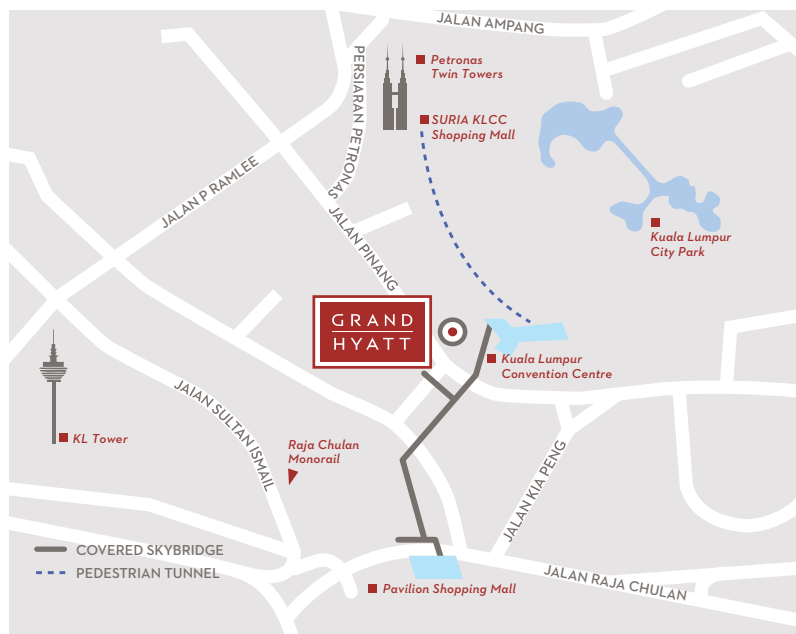 JALAN AMPANG
PERSIARAN PETRONAS
Petronas
Twin Towers
SURIA KLCC
Shopping Mall
JALAN P RAMLEE
JALAN PINANG
Kuala Lumpur
City Park
GRAND
HYATT
Kuala Lumpur
Convention Centre
JAIAN SULTAN ISMAIL
KL Tower
Raja Chulan
Monorail
JALAN KIA PENG
COVERED SKYBRIDGE
PEDESTRIAN TUNNEL
JALAN RAJA CHULAN
Pavilion Shopping Mall